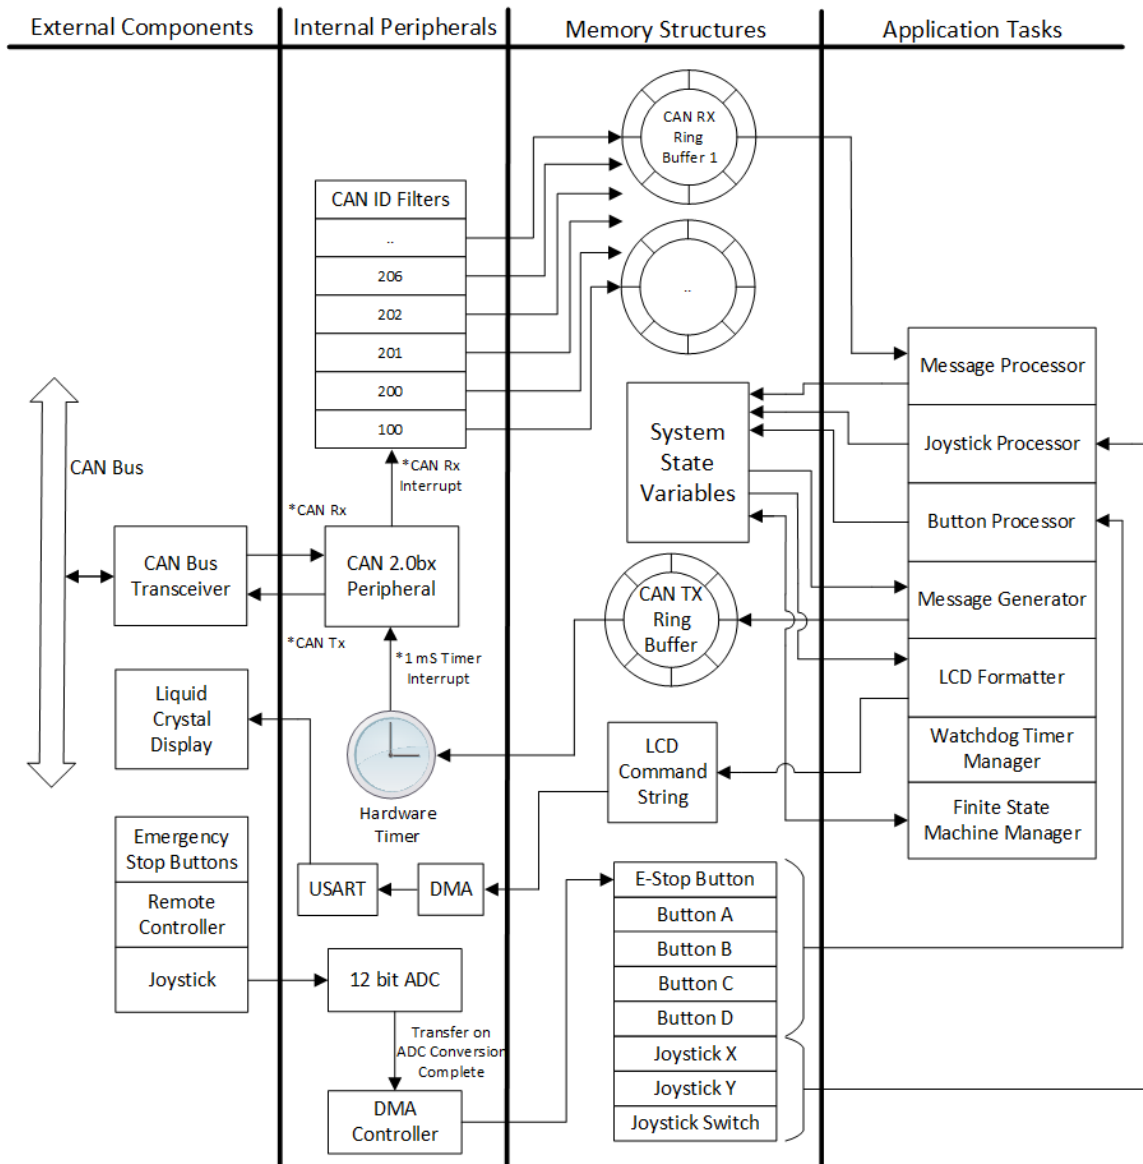 External Components
Internal Peripherals
Memory Structures
Application Tasks
CAN RX
Ring
Buffer 1
CAN ID Filters
..
206
202
201
200
100
..
Message Processor
Joystick Processor
Button Processor
Message Generator
LCD Formatter
Watchdog Timer
Manager
Finite State
Machine Manager
System
State
Variables
CAN Bus
*CAN Rx
Interrupt
*CAN Rx
CAN Bus
Transceiver
CAN 2.0bx
Peripheral
*CAN Tx
*1 mS Timer
Interrupt
CAN TX
Ring
Buffer
Liquid
Crystal
Display
Hardware
Timer
LCD
Command
String
Emergency
Stop Buttons
Remote
Controller
Joystick
USART
DMA
12 bit ADC
Transfer on
ADC Conversion
Complete
DMA
Controller
E-Stop Button
Button A
Button B
Button C
Button D
Joystick X
Joystick Y
Joystick Switch